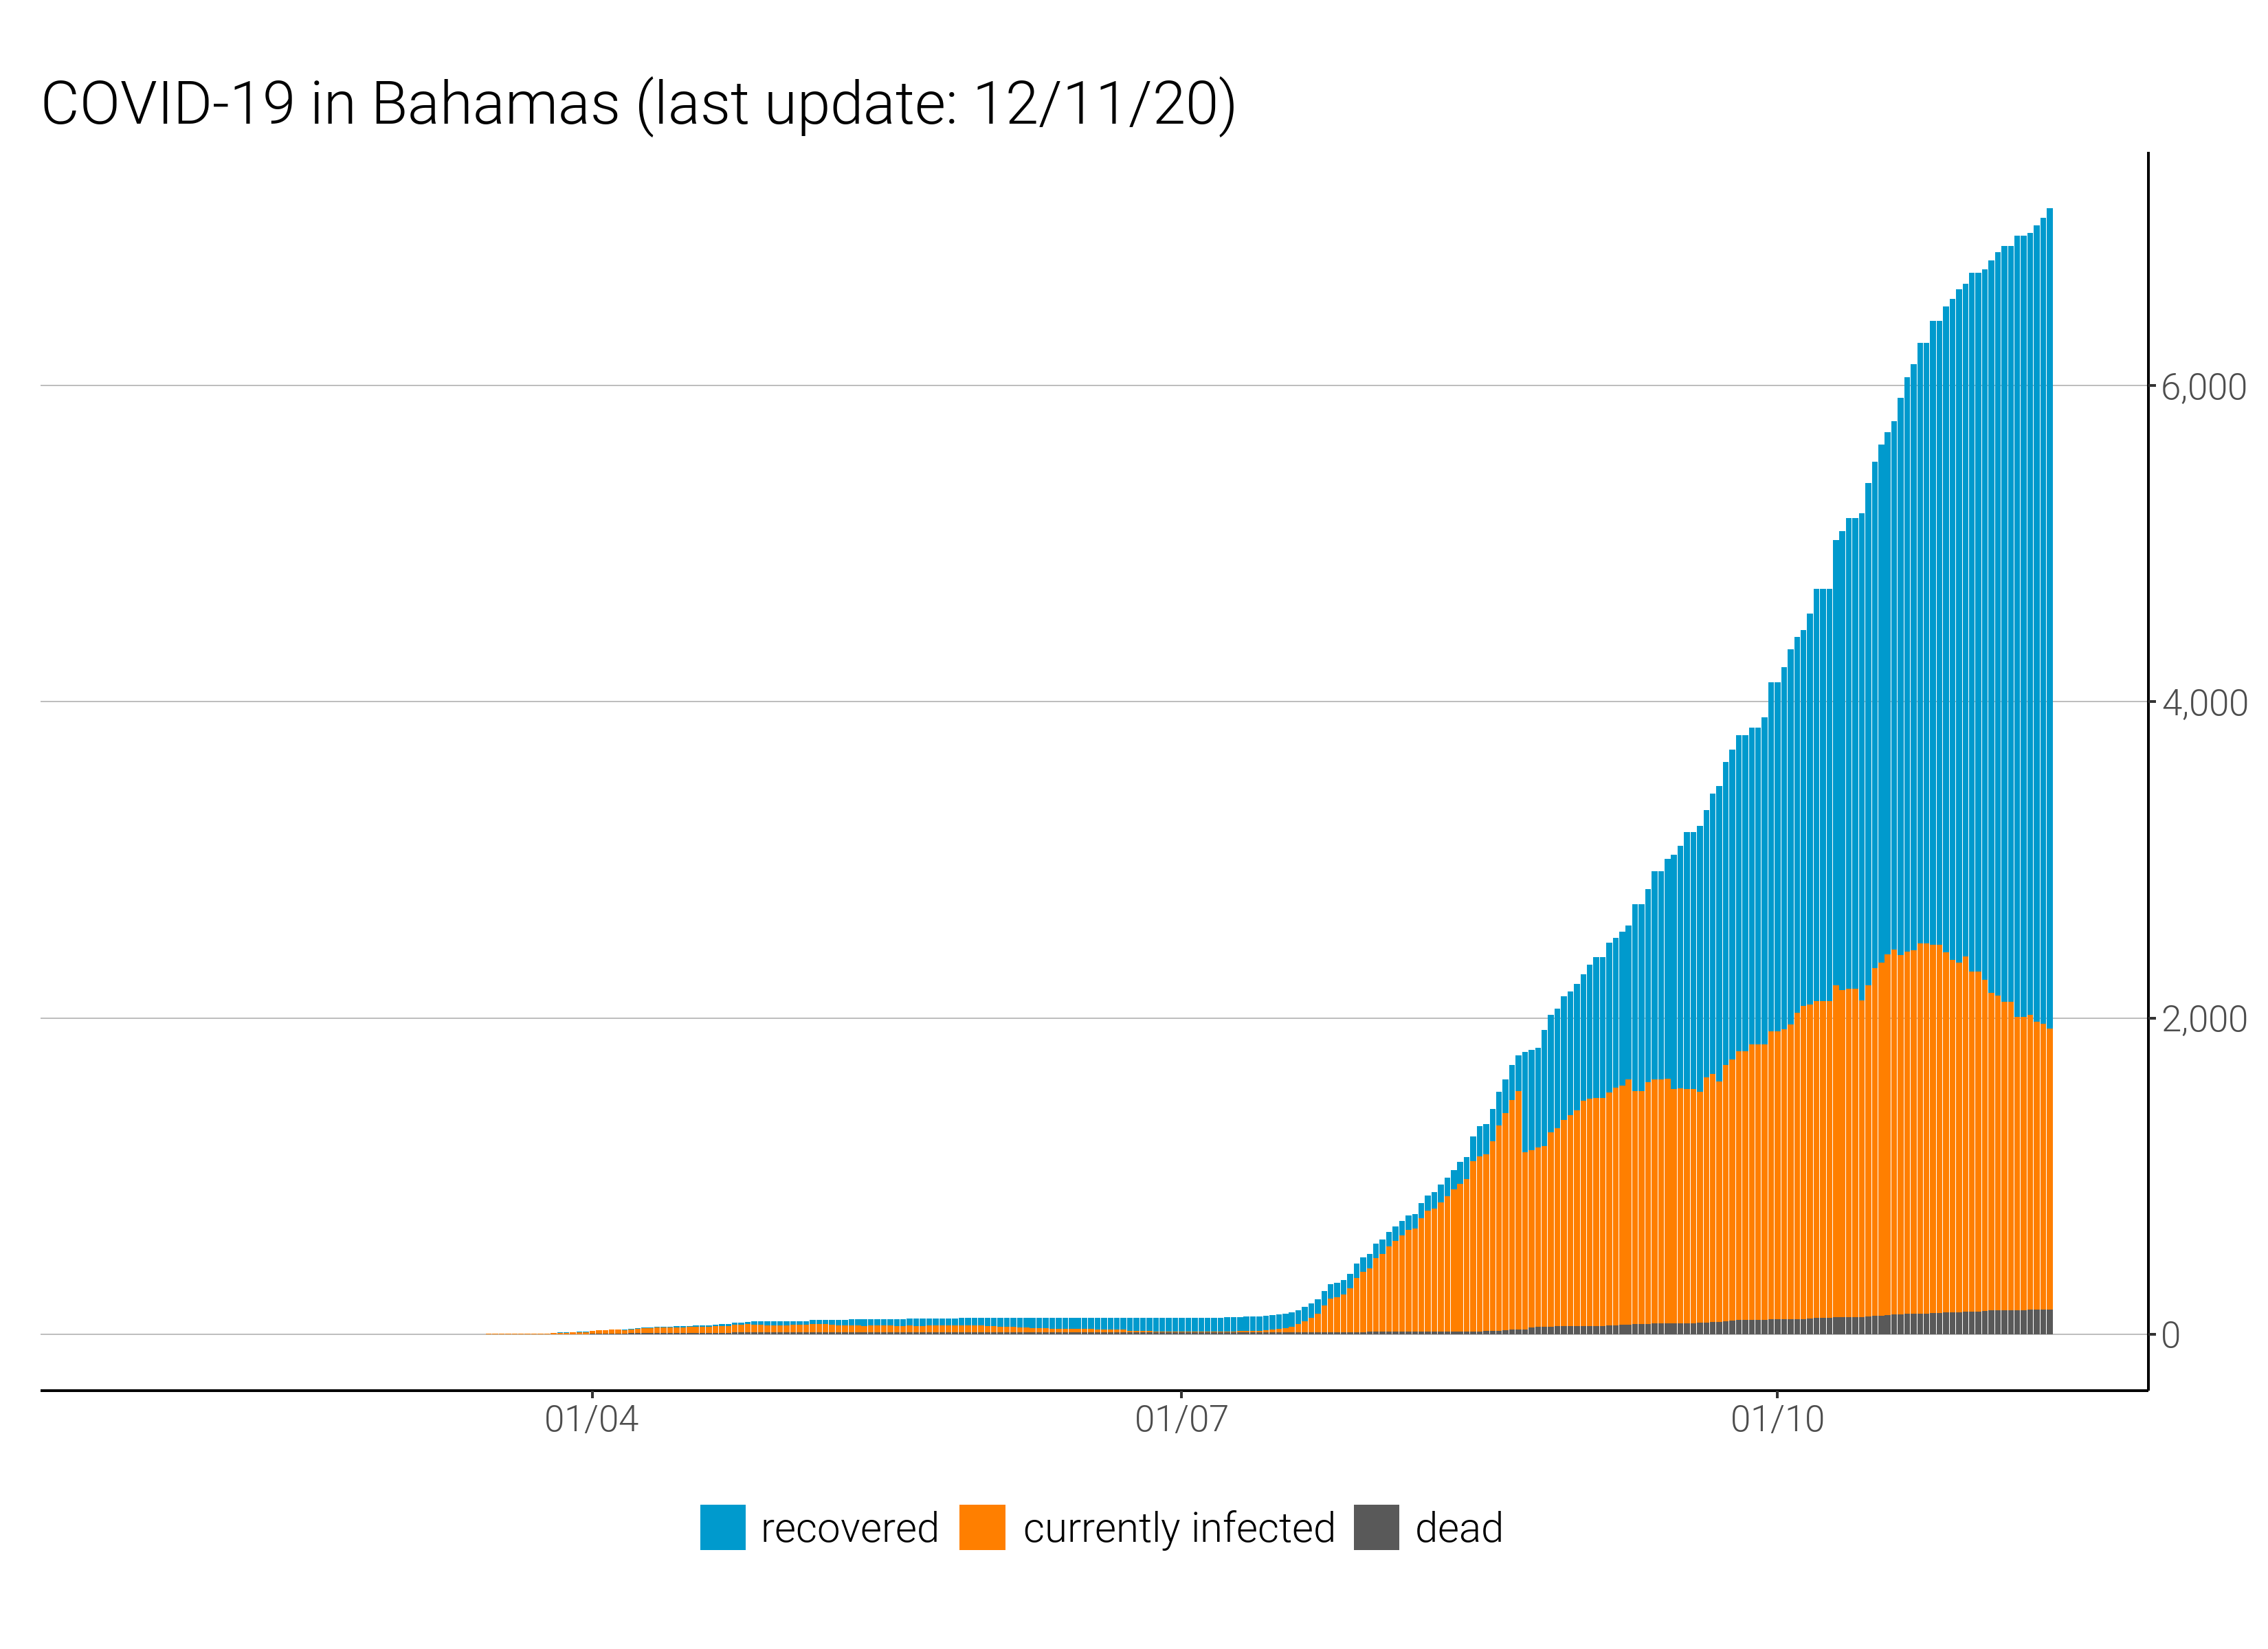 COVID-19 in Bahamas (last update: 12/11/20)
6,000
4,000
2,000
0
01/04 01/07 01/10
recovered currently infected dead